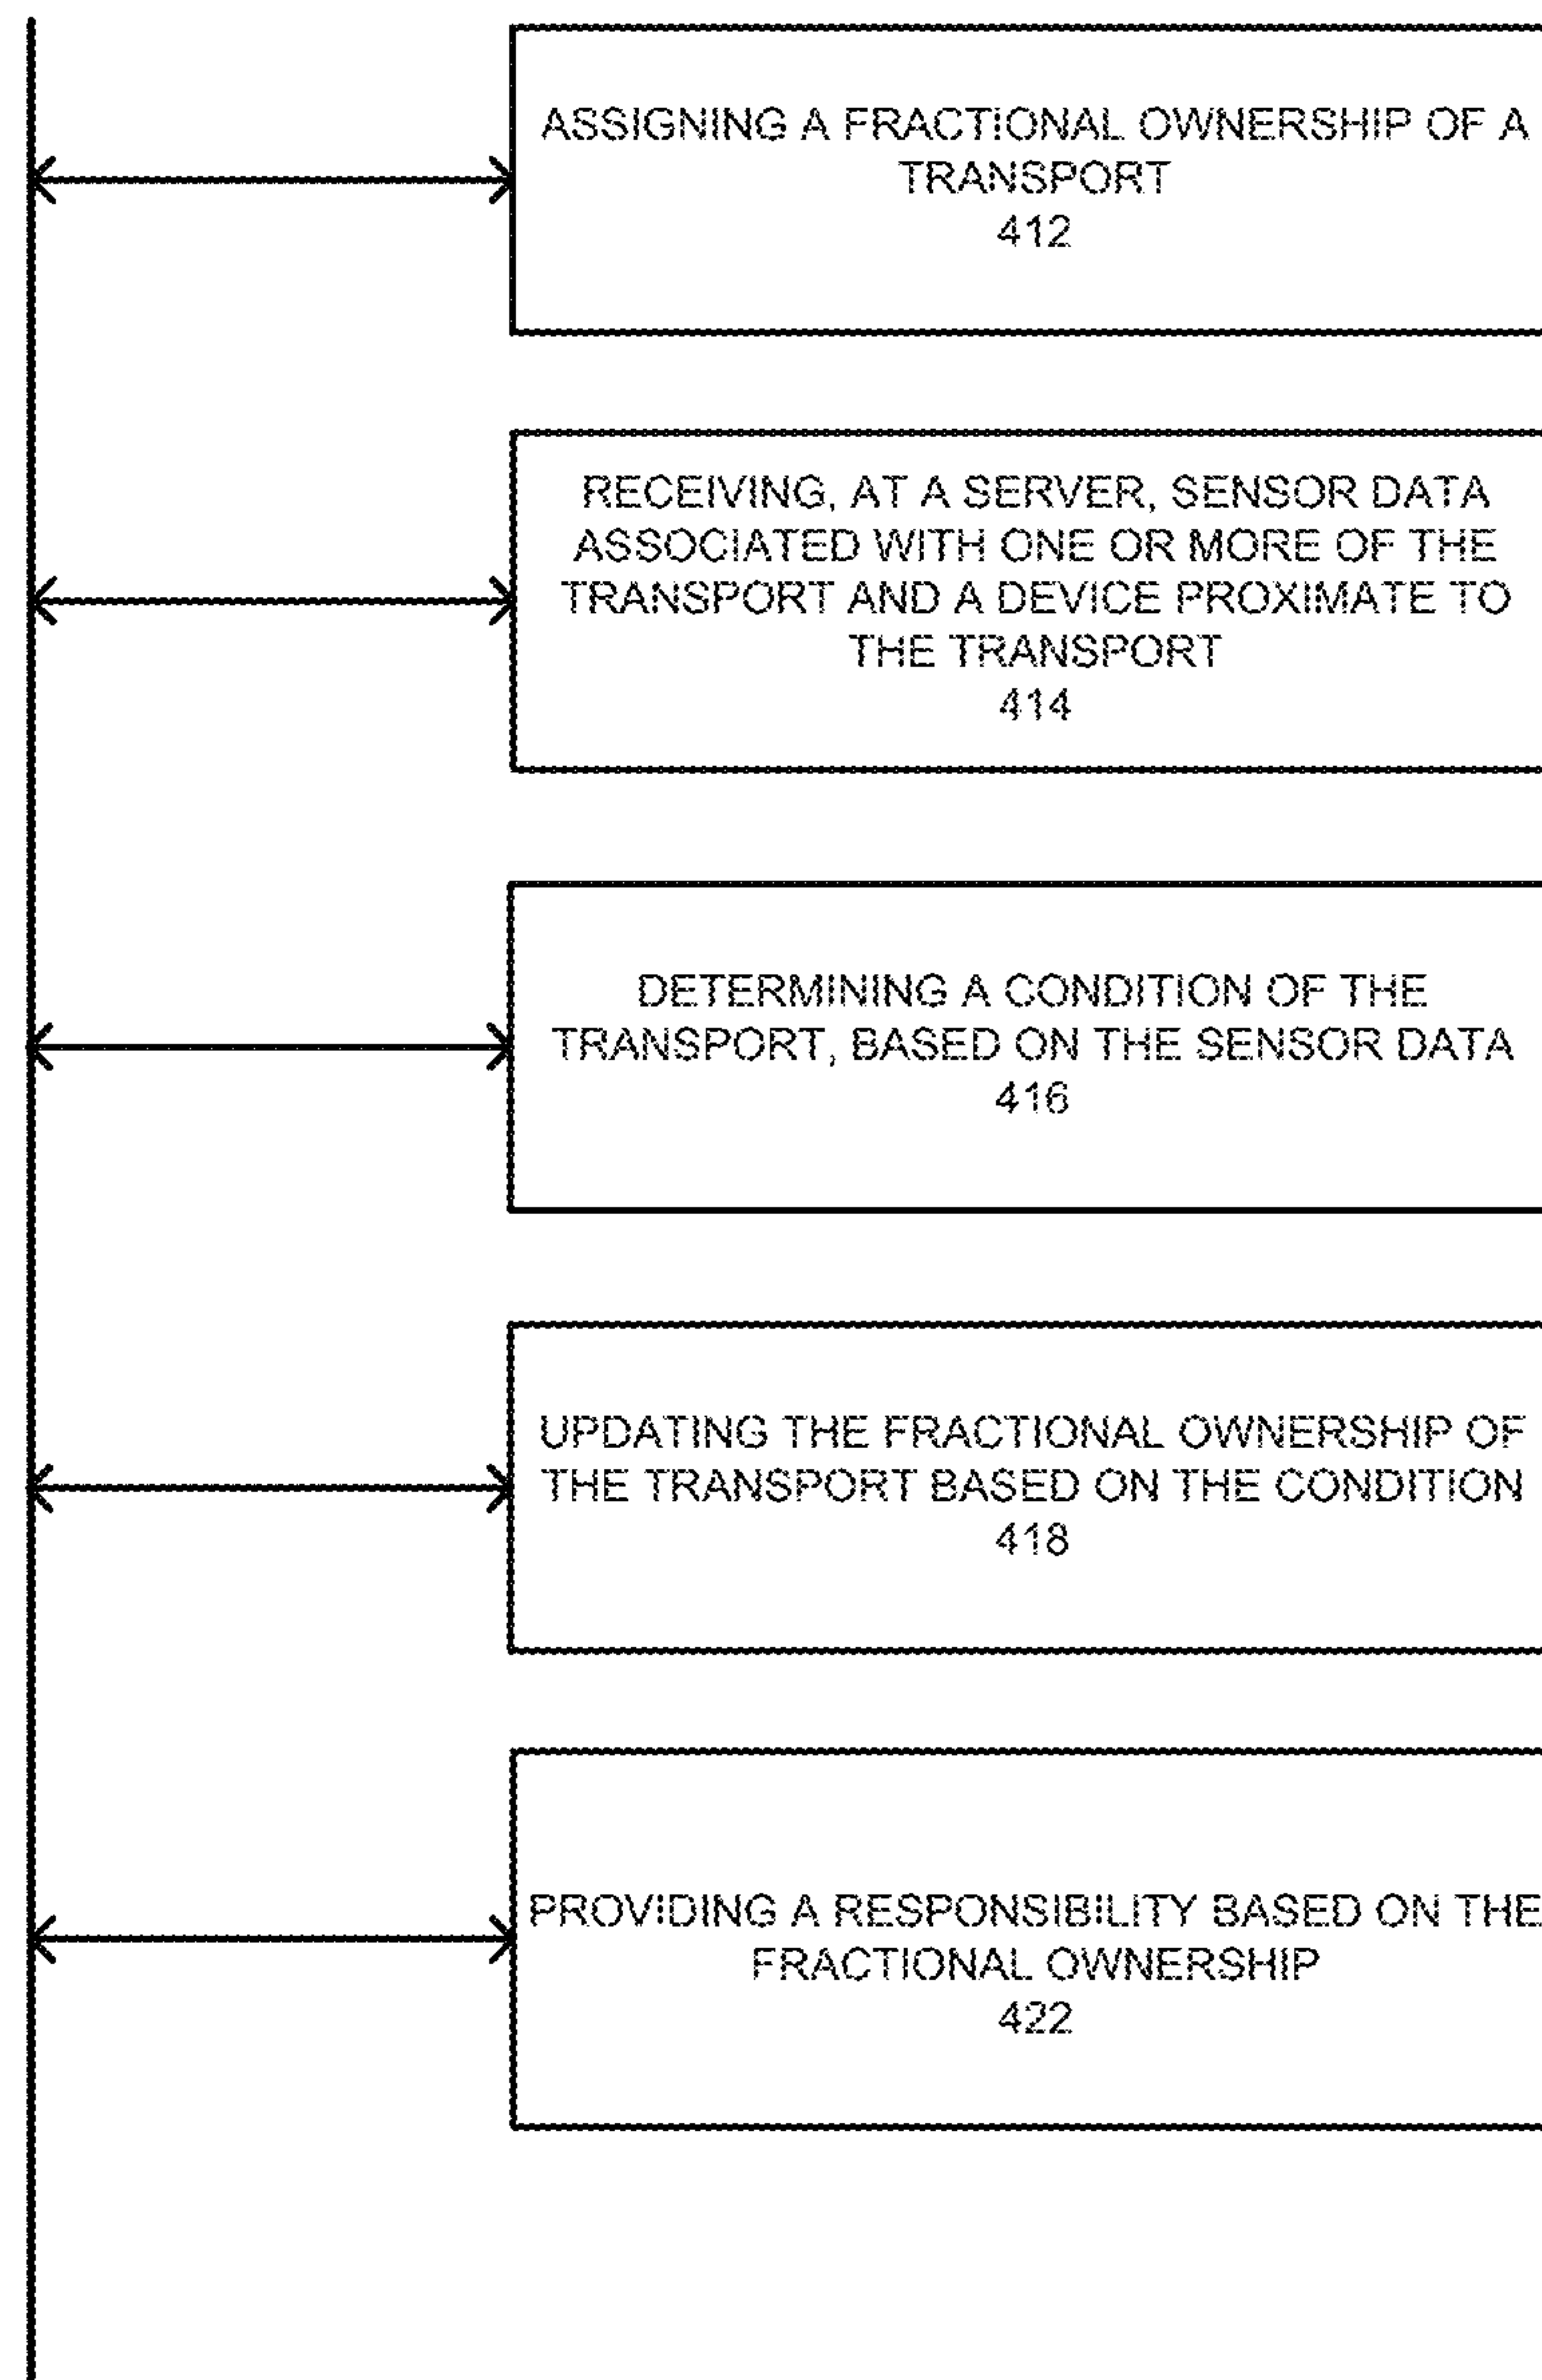 ASSIGNING A FRACTIONAL OWNERSHIP OF A
TRANSPORT
412
RECEIVING, AT A SERVER, SENSOR DATA
ASSOCIATED WITH ONE OR MORE OF THE
TRANSPORT AND A DEVICE PROXIMATE TO
THE TRANSPORT
414
DETERMINING A CONDITION OF THE
TRANSPORT, BASED ON THE SENSOR DATA
416
UPDATING THE FRACTIONAL OWNERSHIP OF
THE TRANSPORT BASED ON THE CONDITION
418
PROVIDING A RESPONSIBILITY BASED ON THE
FRACTIONAL OWNERSHIP
422